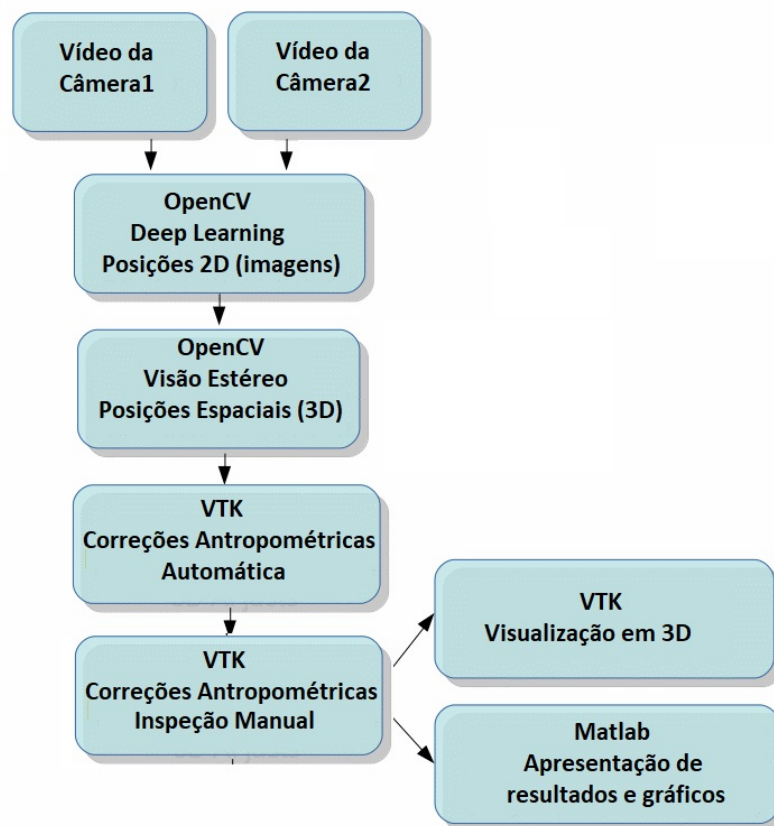 Vídeo da
Câmera1
Vídeo da
Câmera2
OpenCV
Deep Learning
Posições 2D (imagens)
OpenCV
Visão Estéreo
Posições Espaciais (3D)
VTK
Correções Antropométricas
Automática
VTK
Correções Antropométricas
Inspeção Manual
VTK
Visualização em 3D
Matlab
Apresentação de
resultados e gráficos